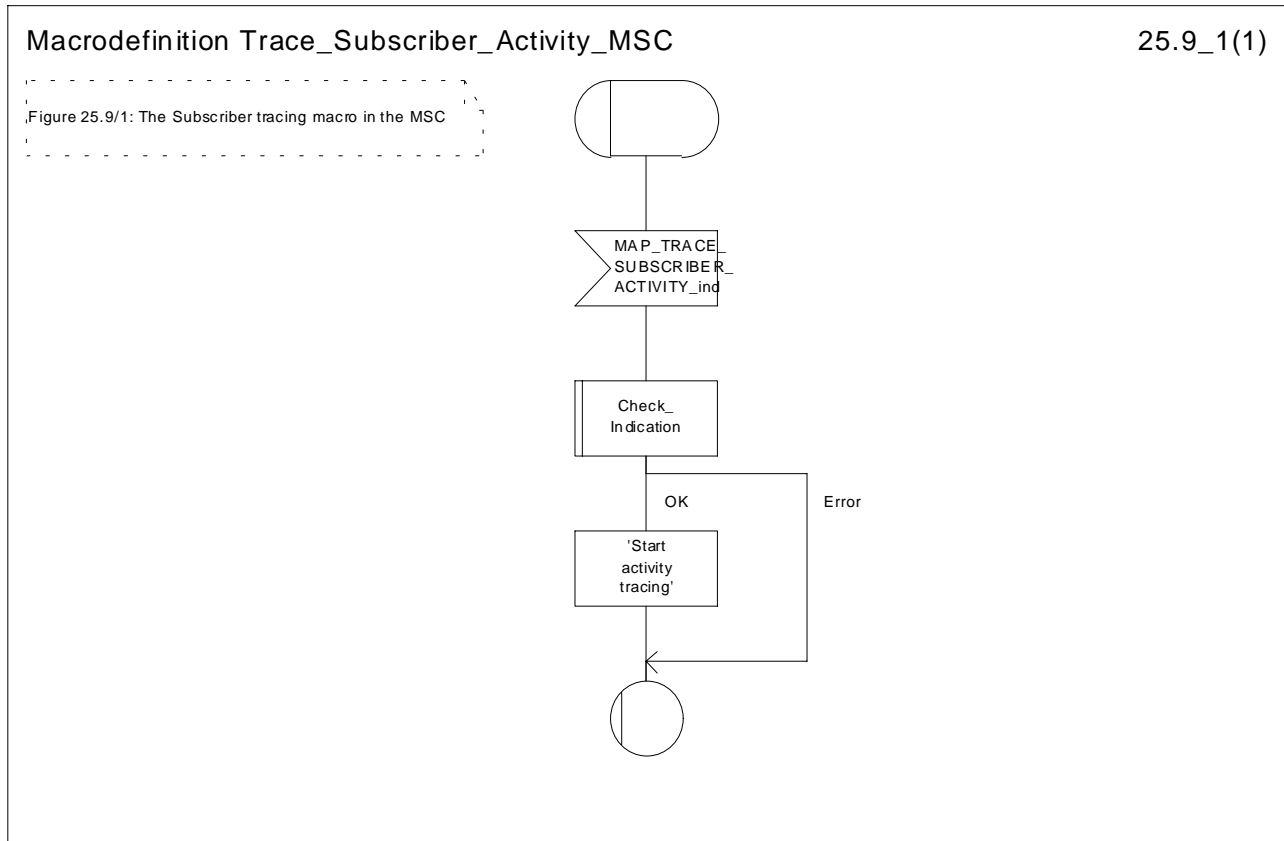 Macrodefinition Trace_Subscriber_Activity_MSC
25.9_1(1)
Figure 25.9/1: The Subscriber tracing macro in the MSC
MAP_TRACE_
SUBSCRIBER_
ACTIVITY_ind
Check_
Indication
OK
Error
'Start
activity
tracing'